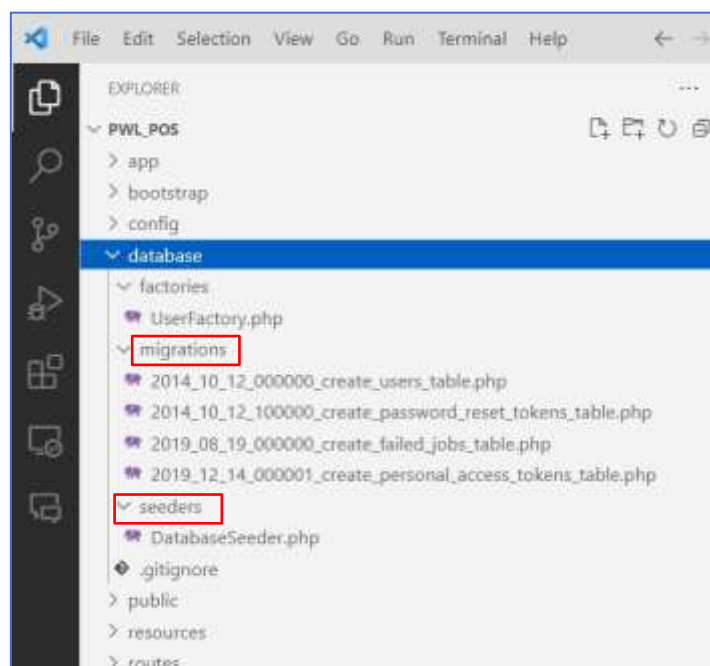 File Edit Selection View Go Run Terminal Help
EXPLORER
PWL_POS
app
bootstrap
config
database
factories
UserFactory.php
migrations
2014_10_12_000000_create_users_table.php
2014_10_12_100000_create_password_reset_tokens_table.php
2019_08_19_000000_create_failed_jobs_table.php
2019_12_14_000001_create_personal_access_tokens_table.php
seeders
DatabaseSeeder.php
.gitignore
public
resources
routes